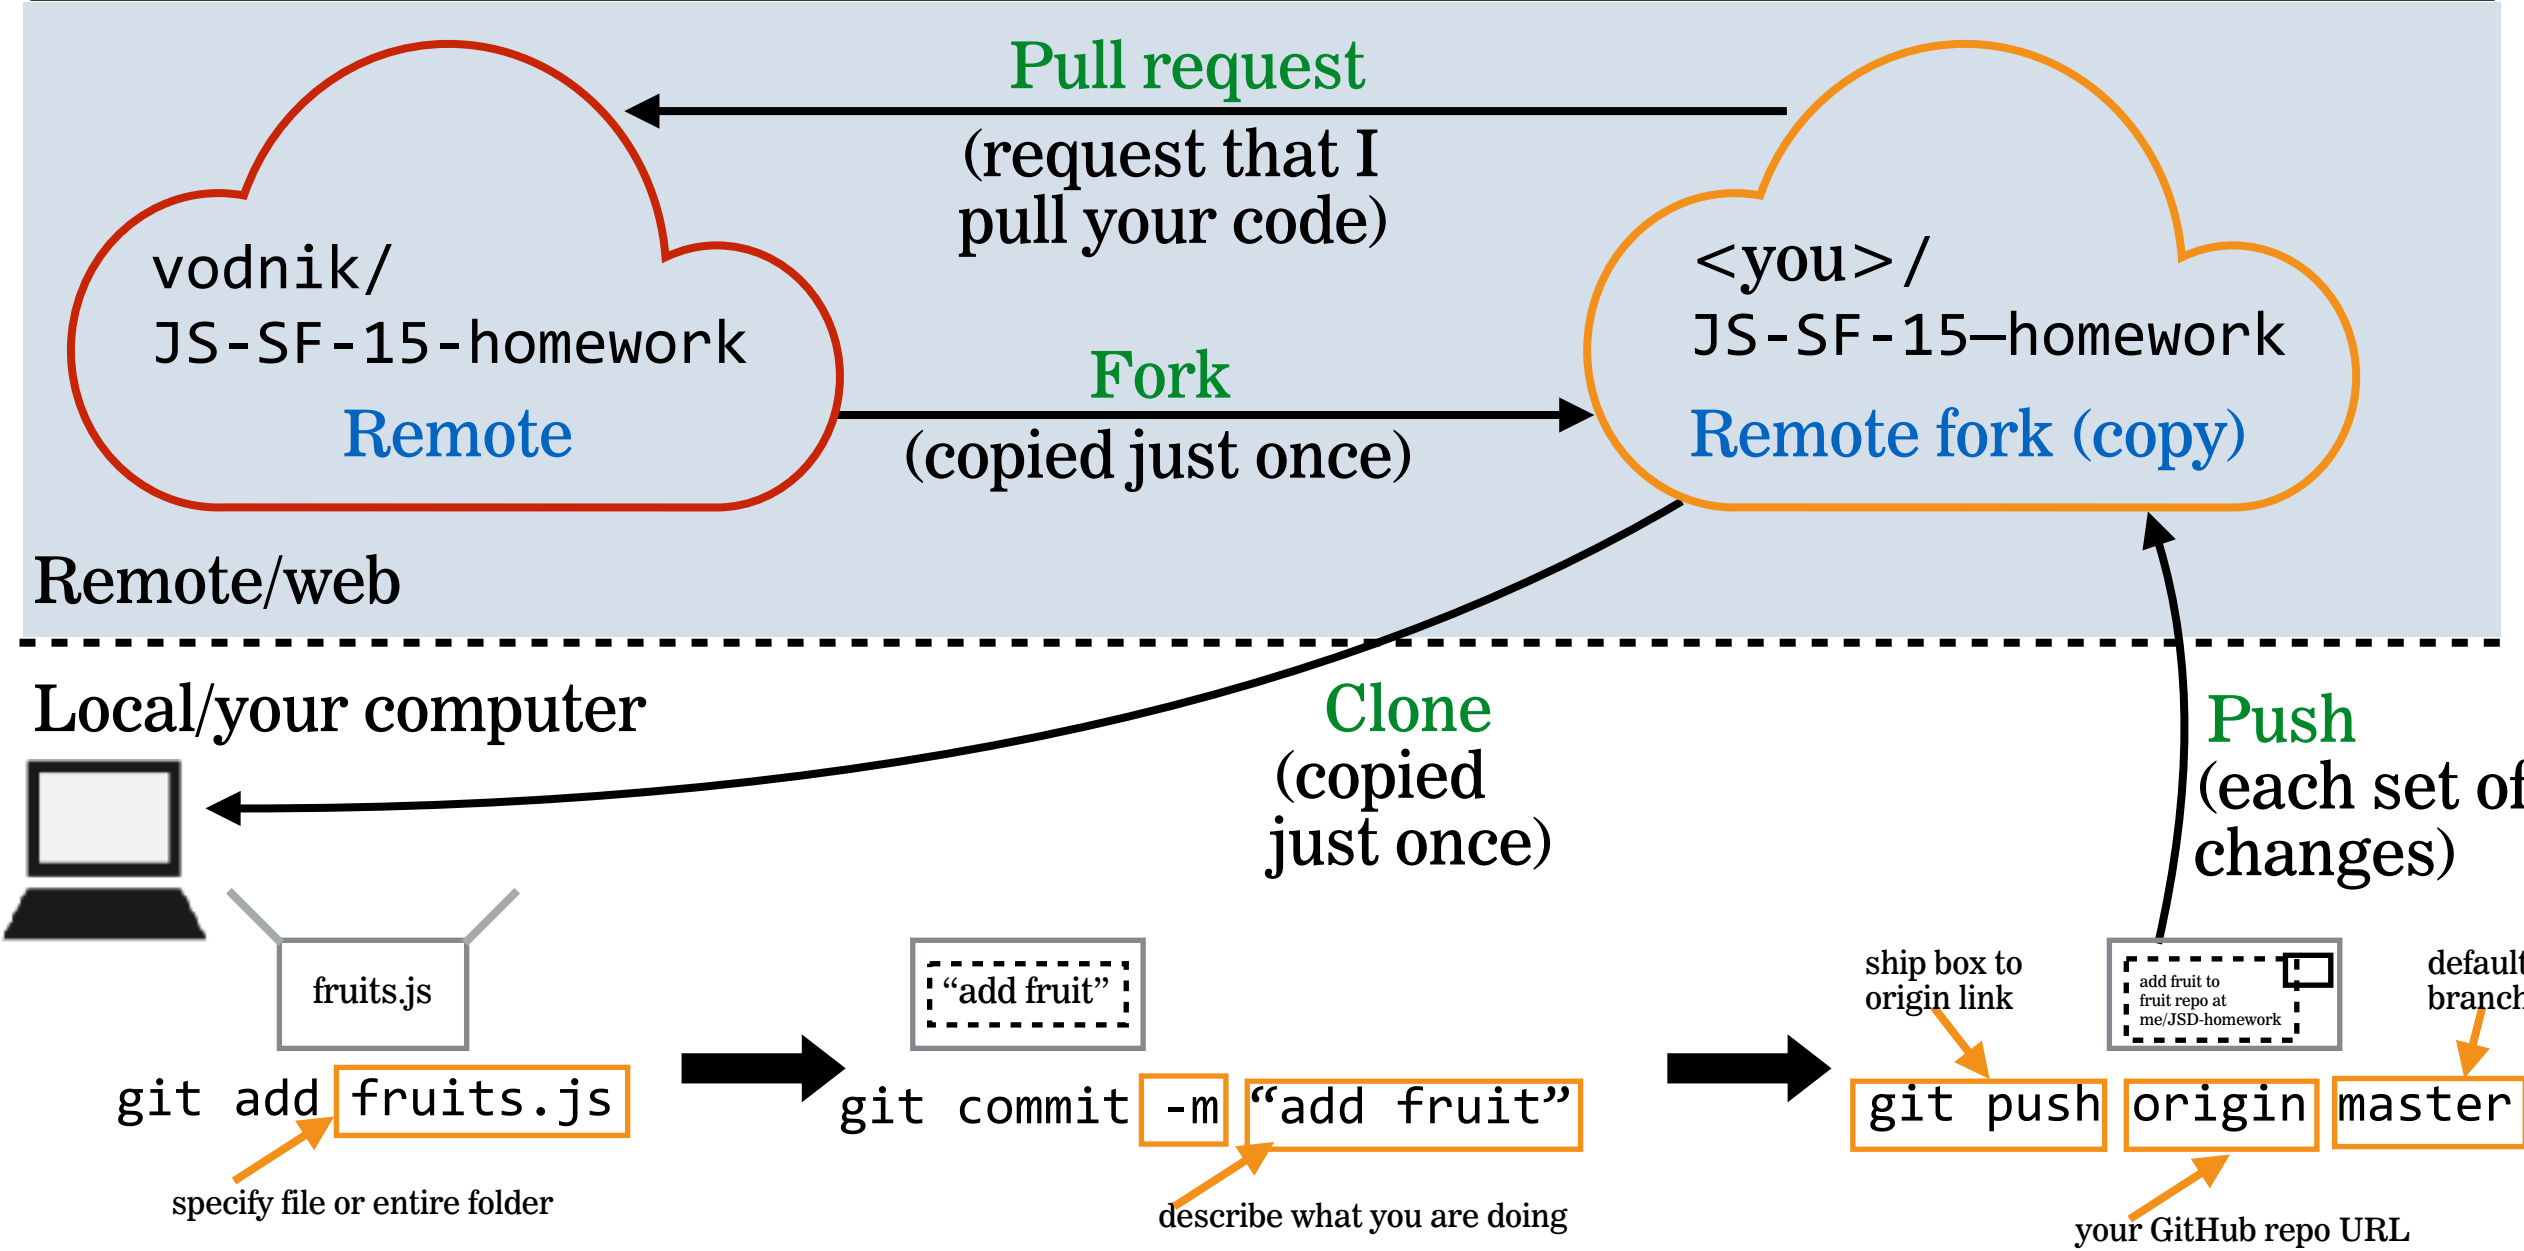 Pull request
(request that I
pull your code)
vodnik/
JS-SF-15-homework
Remote
Fork
(copied just once)
<you>/
JS-SF-15—homework
Remote fork (copy)
Remote/web
Local/your computer
Clone
(copied
just once)
Push
(each set of
changes)
fruits.js
git add fruits.js
specify file or entire folder
“add fruit”
git commit -m “add fruit”
describe what you are doing
ship box to
origin link
add fruit to
fruit repo at
me/JSD-homework
default
branch
git push origin master
your GitHub repo URL